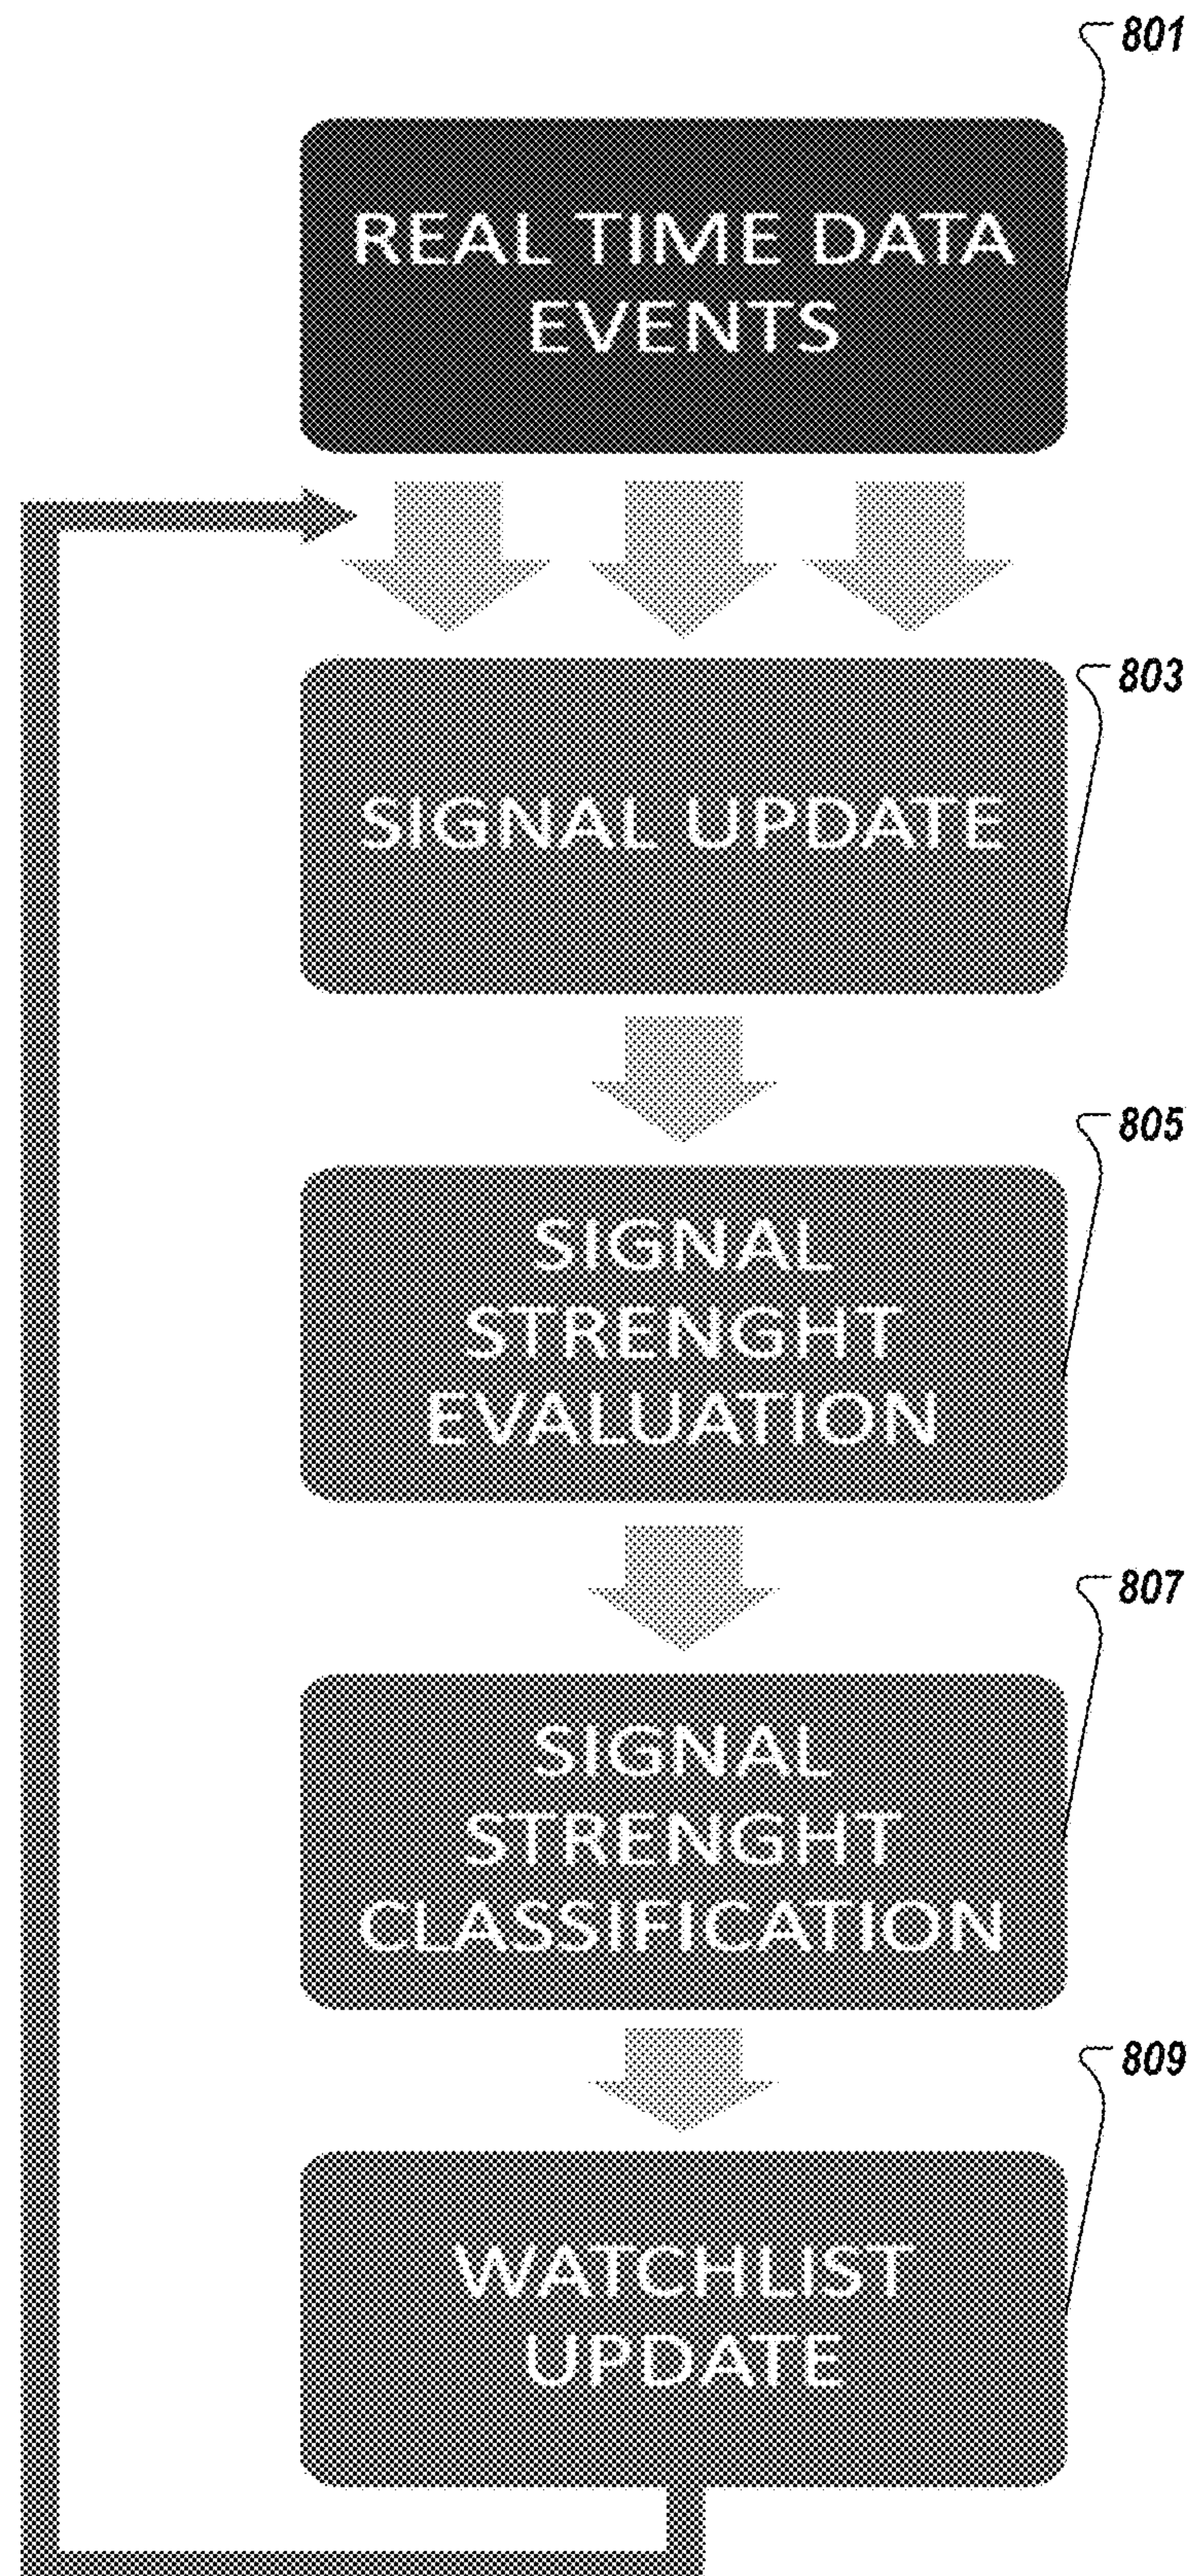 801
REAL TIME DATA
EVENTS
803
SIGNAL UPDATE
805
SIGNAL
STRENGHT
EVALUATION
807
SIGNAL
STRENGHT
CLASSIFICATION
809
WATCHLIST
UPDATE